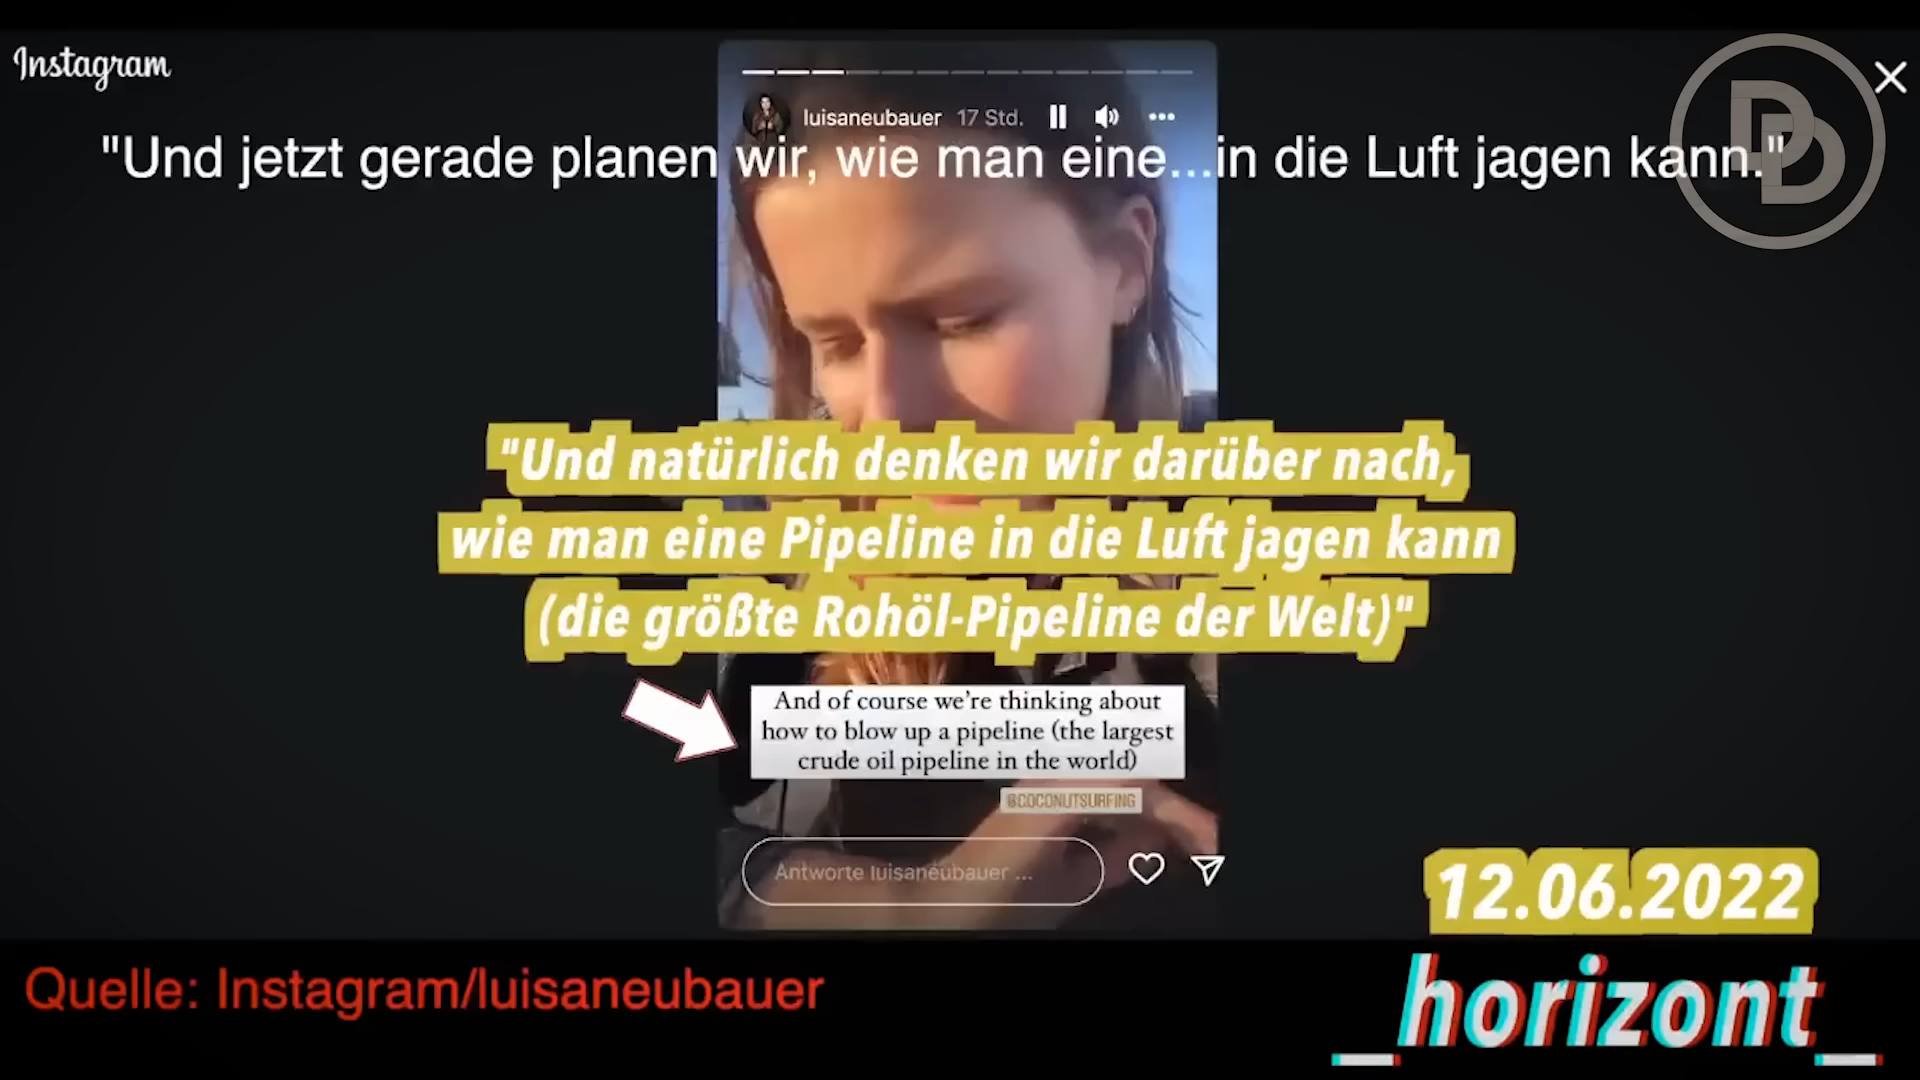 Instagram
luisaneubauer 17 Std.
"Und jetzt gerade planen wir, wie man eine...in die Luft jagen kann."
"Und natürlich denken wir darüber nach,
wie man eine Pipeline in die Luft jagen kann
(die größte Rohöl-Pipeline der Welt)"
And of course we're thinking about
how to blow up a pipeline (the largest
crude oil pipeline in the world)
@COCONUTSURFING
Antworte luisaneubauer ...
12.06.2022
Quelle: Instagram/luisaneubauer
_horizont_